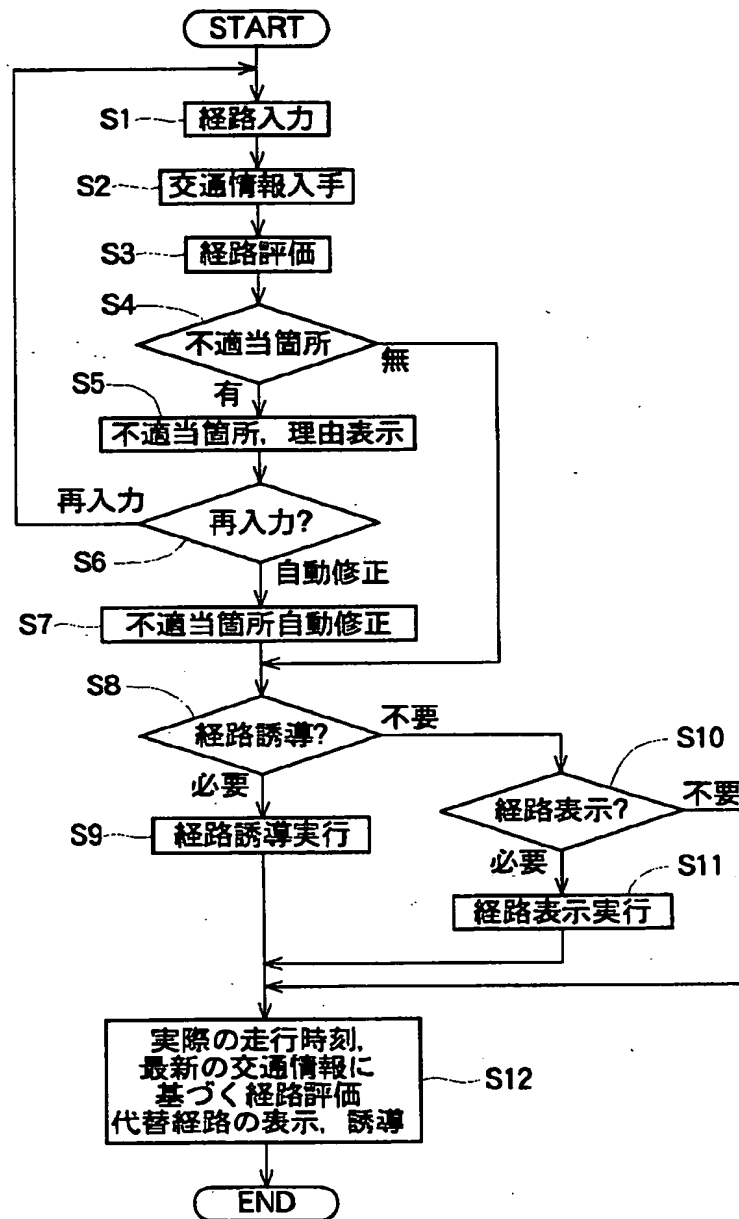 START
S1
経路入力
S2
交通情報入手
S3
経路評価
S4
不適当箇所
無
有
S5
不適当箇所, 理由表示
再入力
再入力?
S6
自動修正
S7
不適当箇所自動修正
S8
経路誘導?
不要
必要
S9
経路誘導実行
S10
経路表示?
不要
必要
S11
経路表示実行
実際の走行時刻,
最新の交通情報に
基づく経路評価
代替経路の表示, 誘導
S12
END